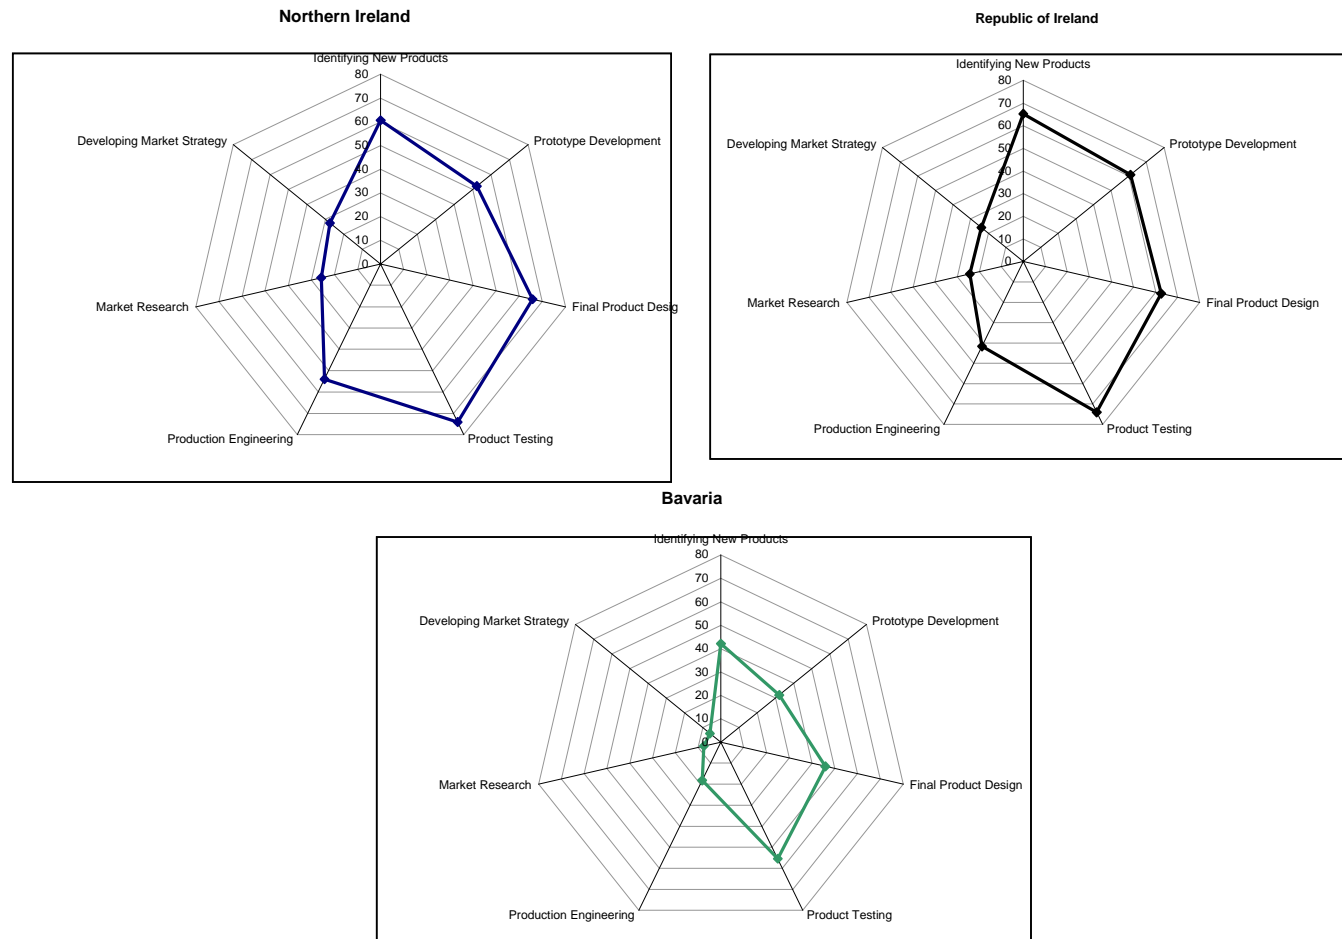 Northern Ireland
Identifying New Products
80
70
60
50
40
30
20
10
0
Prototype Development
Final Product Desig
Product Testing
Production Engineering
Market Research
Developing Market Strategy
Republic of Ireland
Identifying New Products
80
70
60
50
40
30
20
10
0
Prototype Development
Final Product Design
Product Testing
Production Engineering
Market Research
Developing Market Strategy
Bavaria
Identifying New Products
80
70
60
50
40
30
20
10
0
Prototype Development
Final Product Design
Product Testing
Production Engineering
Market Research
Developing Market Strategy